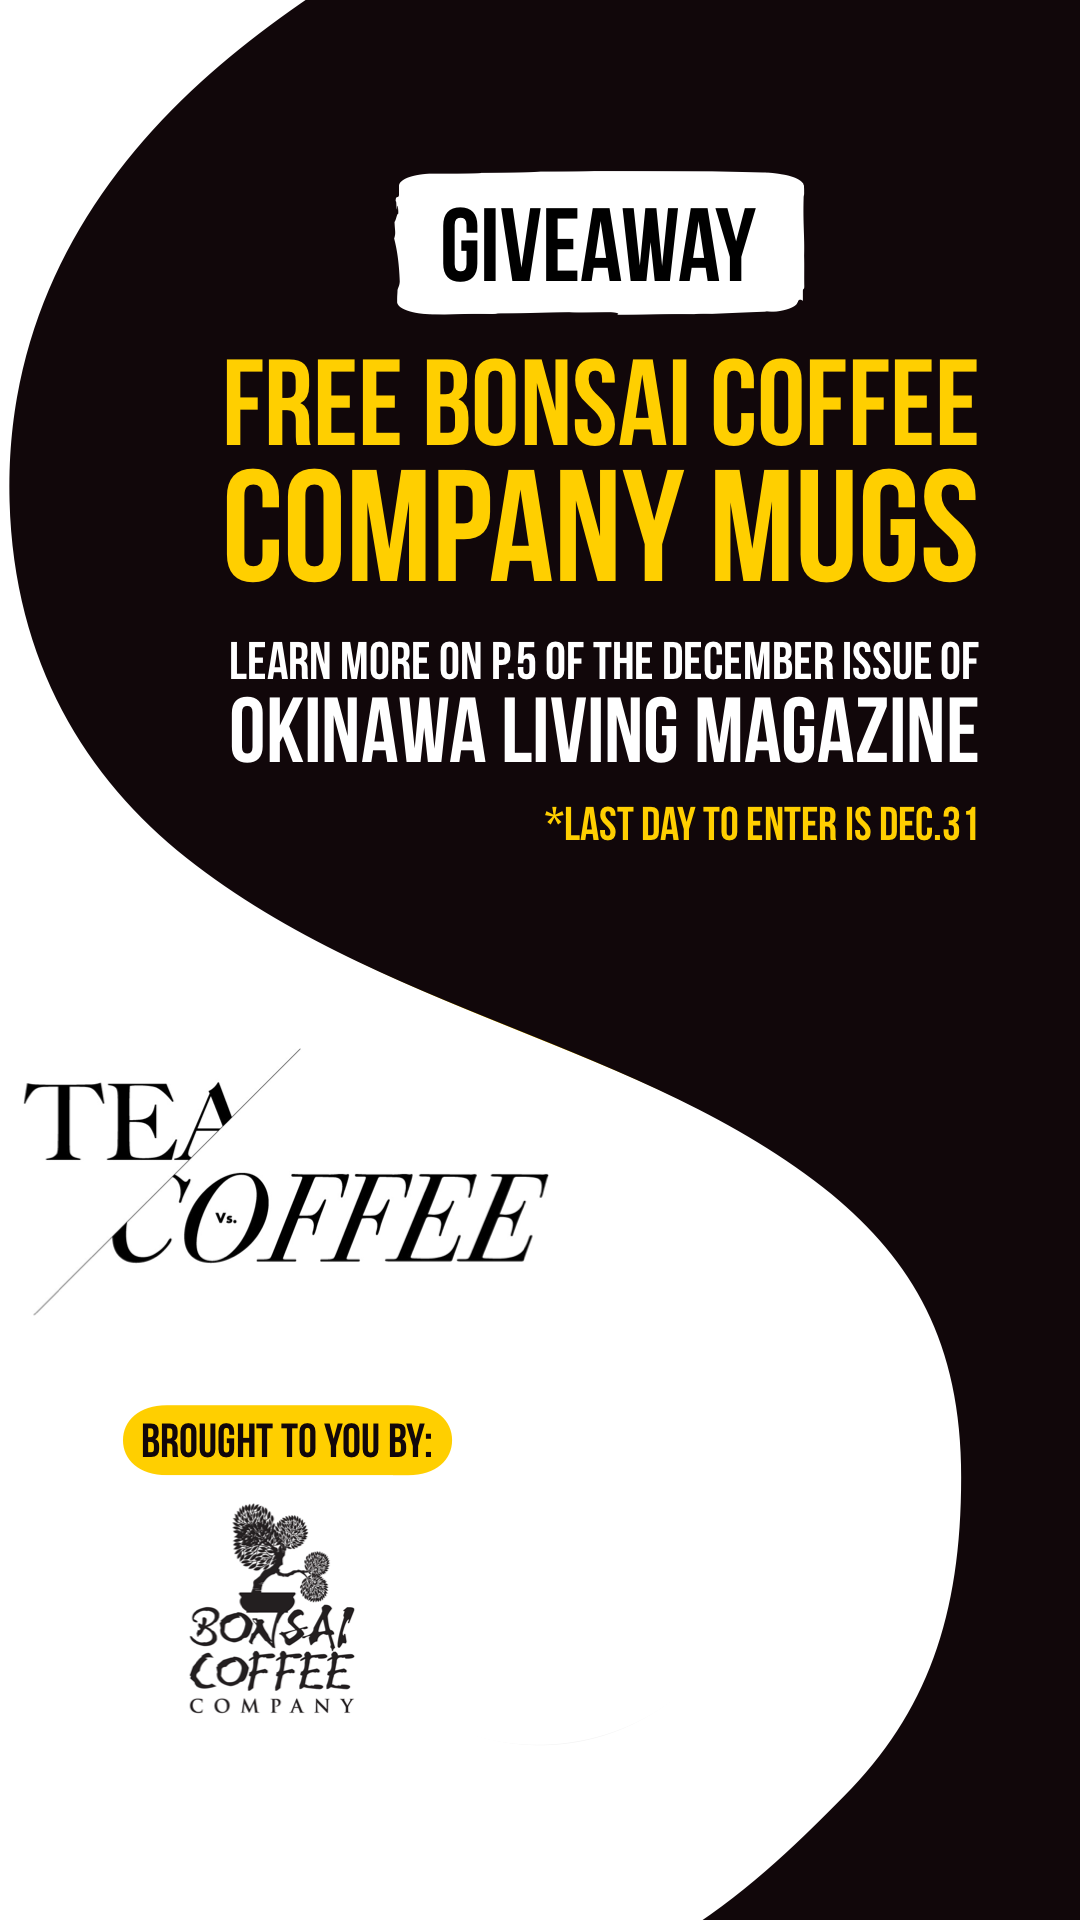 GIVEAWAY
FREE BONSAI COFFEE
COMPANY MUGS
LEARN MORE ON P.5 OF THE DECEMBER ISSUE OF
OKINAWA LIVING MAGAZINE
*LAST DAY TO ENTER IS DEC.31
TEA
Vs.
COFFEE
BROUGHT TO YOU BY:
BONSAI
COFFEE
COMPANY